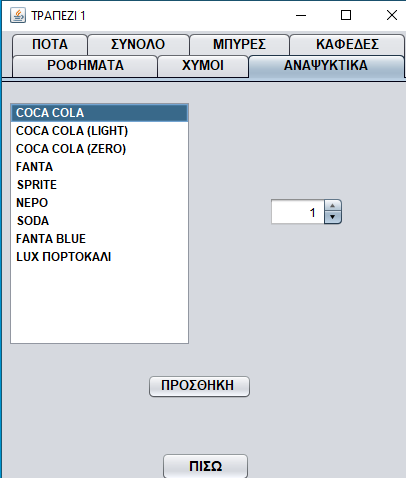 ΤΡΑΠΕΖΙ 1
ΠΟΤΑ ΣΥΝΟΛΟ ΜΠΥΡΕΣ ΚΑΦΕΔΕΣ
ΡΟΦΗΜΑΤΑ ΧΥΜΟΙ ΑΝΑΨΥΚΤΙΚΑ
COCA COLA
COCA COLA (LIGHT)
COCA COLA (ZERO)
FANTA
SPRITE
ΝΕΡΟ
SODA
FANTA BLUE
LUX ΠΟΡΤΟΚΑΛΙ
1
ΠΡΟΣΘΗΚΗ
ΠΙΣΩ